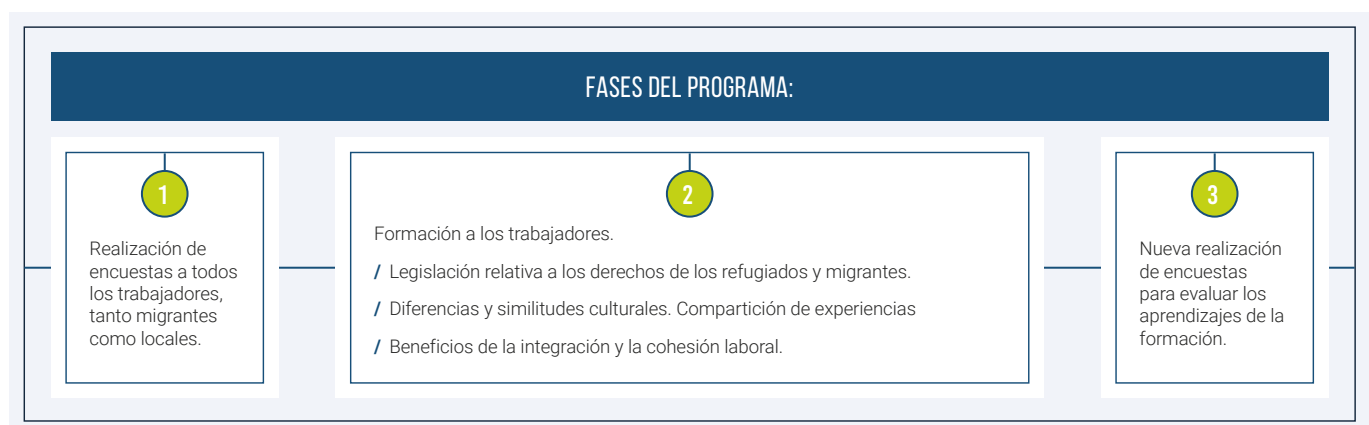 FASES DEL PROGRAMA:
1
Realización de
encuestas a todos
los trabajadores,
tanto migrantes
como locales.
2
Formación a los trabajadores.
/ Legislación relativa a los derechos de los refugiados y migrantes.
/ Diferencias y similitudes culturales. Compartición de experiencias
/ Beneficios de la integración y la cohesión laboral.
3
Nueva realización
de encuestas
para evaluar los
aprendizajes de la
formación.